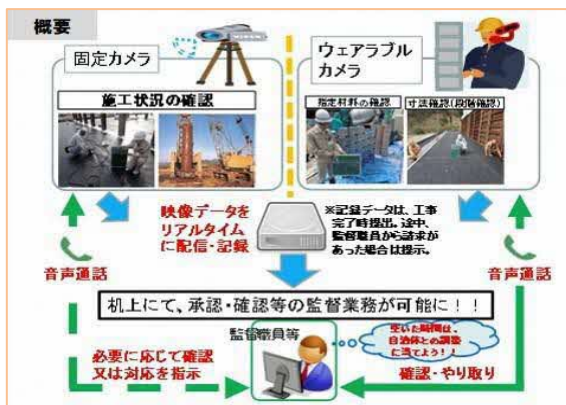 概要
固定カメラ
ウェアラブル
カメラ
施工状況の確認
指定材料の確認
寸法確認(段階確認)
映像データを
リアルタイム
に配信・記録
※記録データは、工事
完了時提出。途中、
監督職員から請求が
あった場合は提示。
音声通話
音声通話
机上にて、承認・確認等の監督業務が可能に！！
監督職員等
空いた時間は、
自治体との調整
に当てよう！！
必要に応じて確認
又は対応を指示
確認・やり取り